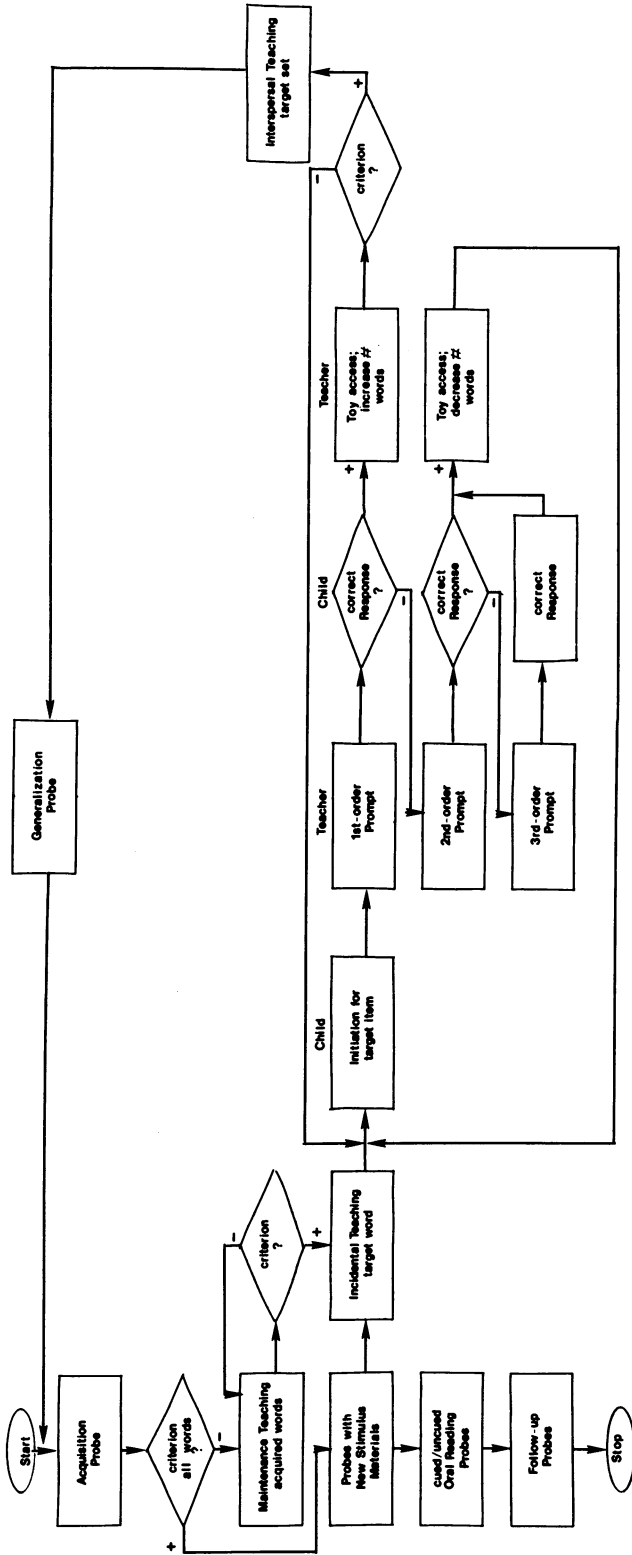 Start
Acquisition
Probe
criterion
all words
?
+
-
Maintenance Teaching
acquired words
criterion
?
-
+
Probes with
New Stimulus
Materials
Incidental Teaching
target word
cued/uncued
Oral Reading
Probes
Follow-up
Probes
Stop
Generalization
Probe
Child
Initiation for
target item
Teacher
1st-order
Prompt
2nd-order
Prompt
3rd-order
Prompt
Child
correct
Response
?
+
-
correct
Response
?
+
-
correct
Response
Teacher
Toy access;
increase #
words
Toy access;
decrease #
words
criterion
?
-
+
Interspersal Teaching
target set